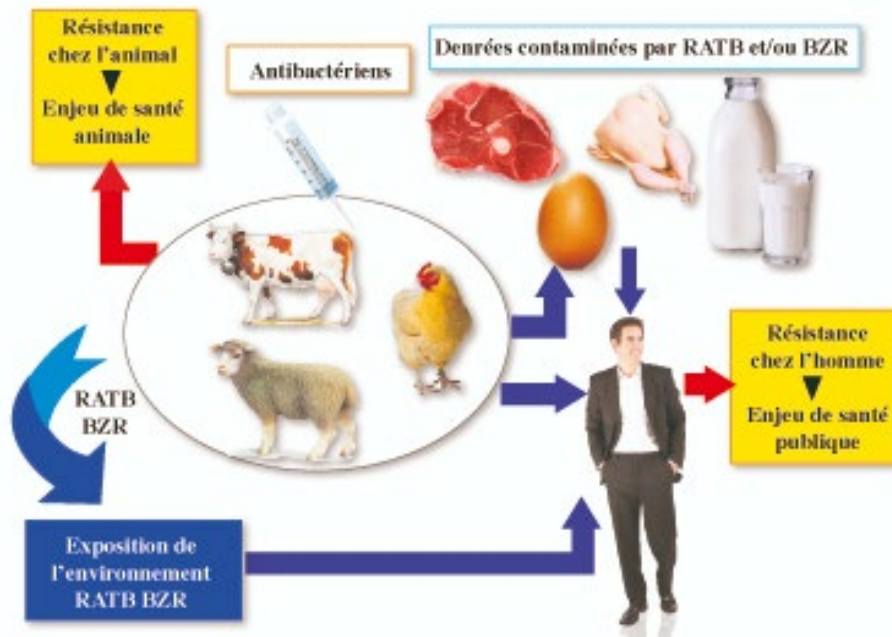 Résistance
chez l'animal
Enjeu de santé
animale
Antibactériens
Denrées contaminées par RATB et/ou BZR
RATB
BZR
Résistance
chez l'homme
Enjeu de santé
publique
Exposition de
l'environnement
RATB BZR